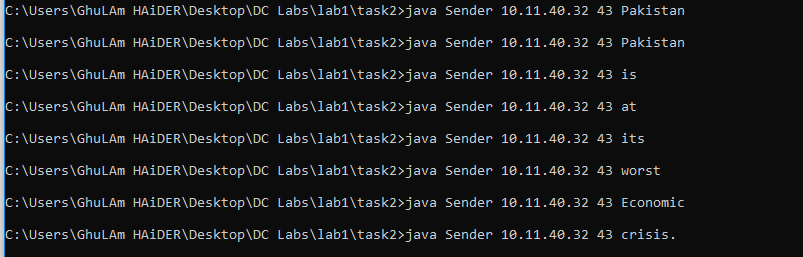 C:\Users\GhuLAm HAiDER\Desktop\DC Labs\lab1\task2>java Sender 10.11.40.32 43 Pakistan
C:\Users\GhuLAm HAiDER\Desktop\DC Labs\lab1\task2>java Sender 10.11.40.32 43 Pakistan
C:\Users\GhuLAm HAiDER\Desktop\DC Labs\lab1\task2>java Sender 10.11.40.32 43 is
C:\Users\GhuLAm HAiDER\Desktop\DC Labs\lab1\task2>java Sender 10.11.40.32 43 at
C:\Users\GhuLAm HAiDER\Desktop\DC Labs\lab1\task2>java Sender 10.11.40.32 43 its
C:\Users\GhuLAm HAiDER\Desktop\DC Labs\lab1\task2>java Sender 10.11.40.32 43 worst
C:\Users\GhuLAm HAiDER\Desktop\DC Labs\lab1\task2>java Sender 10.11.40.32 43 Economic
C:\Users\GhuLAm HAiDER\Desktop\DC Labs\lab1\task2>java Sender 10.11.40.32 43 crisis.